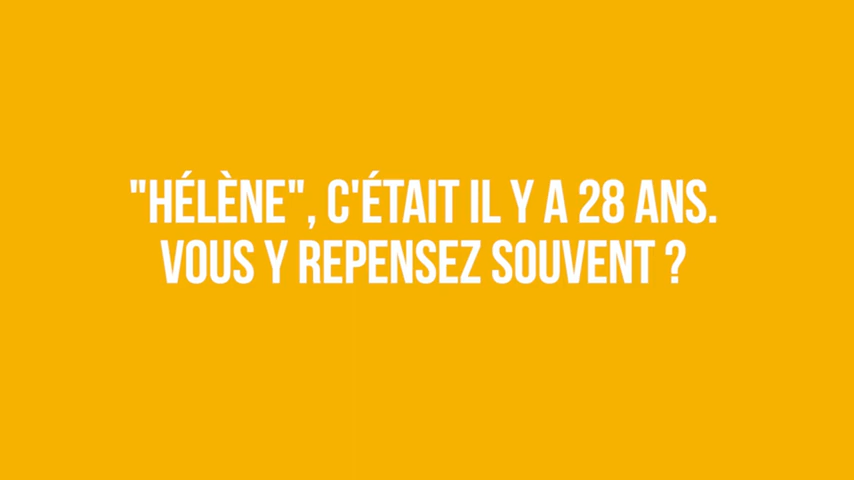 "HÉLÈNE", C'ÉTAIT IL Y A 28 ANS.
VOUS Y REPENSEZ SOUVENT ?